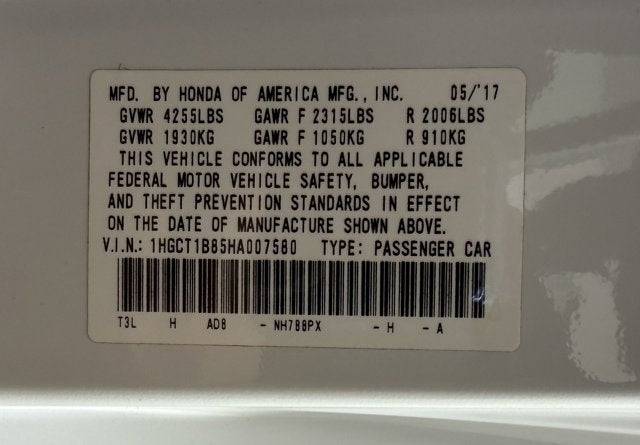 MFD. BY HONDA OF AMERICA MFG., INC. 05/'17
GVWR 4255LBS GAWR F 2315LBS R 2006LBS
GVWR 1930KG GAWR F 1050KG R 910KG
THIS VEHICLE CONFORMS TO ALL APPLICABLE
FEDERAL MOTOR VEHICLE SAFETY, BUMPER,
AND THEFT PREVENTION STANDARDS IN EFFECT
ON THE DATE OF MANUFACTURE SHOWN ABOVE.
V.I.N.: 1HGCT1B85HA007580 TYPE: PASSENGER CAR
T3L H AD8 - NH788PX - H - A